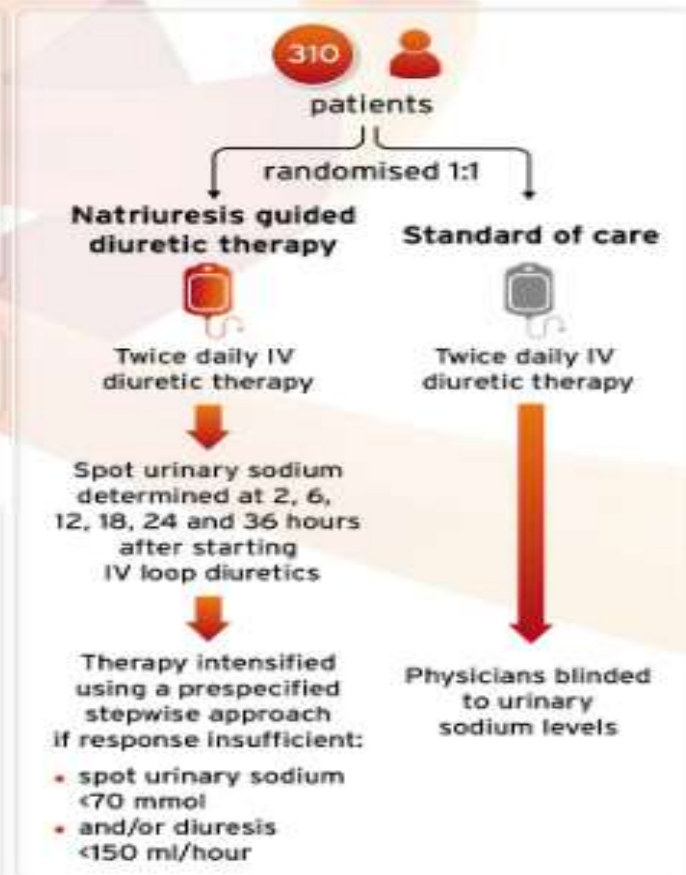 310
patients
randomised 1:1
Natriuresis guided
diuretic therapy
Twice daily IV
diuretic therapy
Spot urinary sodium
determined at 2, 6,
12, 18, 24 and 36 hours
after starting
IV loop diuretics
Therapy intensified
using a prespecified
stepwise approach
if response insufficient:
• spot urinary sodium
<70 mmol
• and/or diuresis
<150 ml/hour
Standard of care
Twice daily IV
diuretic therapy
Physicians blinded
to urinary
sodium levels